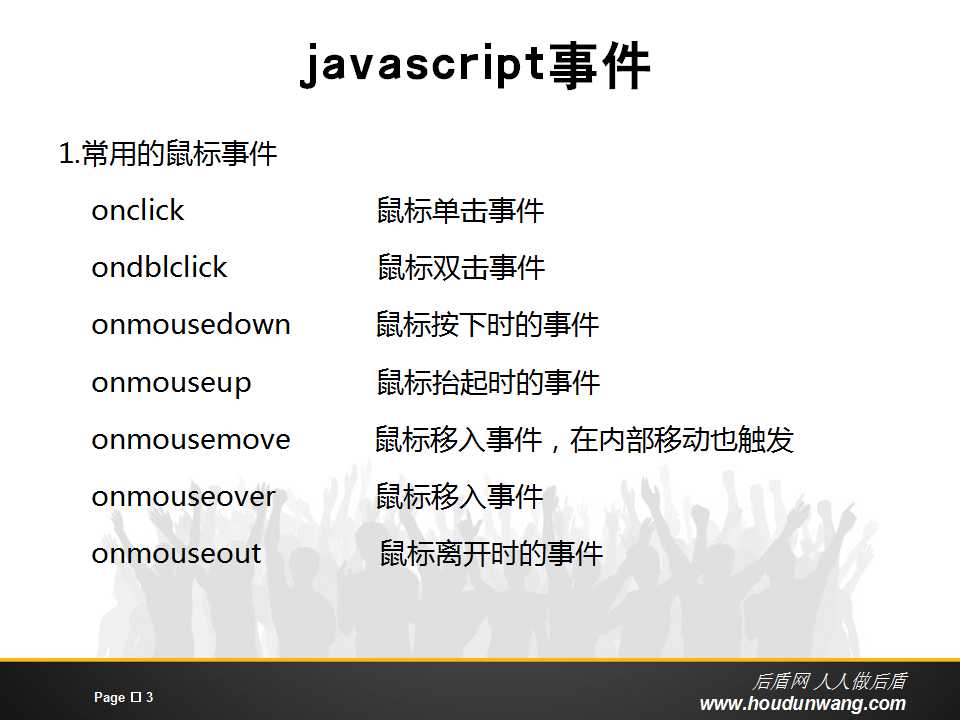 javascript事件
1.常用的鼠标事件
onclick 鼠标单击事件
ondblclick 鼠标双击事件
onmousedown 鼠标按下时的事件
onmouseup 鼠标抬起时的事件
onmousemove 鼠标移入事件，在内部移动也触发
onmouseover 鼠标移入事件
onmouseout 鼠标离开时的事件
后盾网 人人做后盾
Page □ 3
www.houdunwang.com